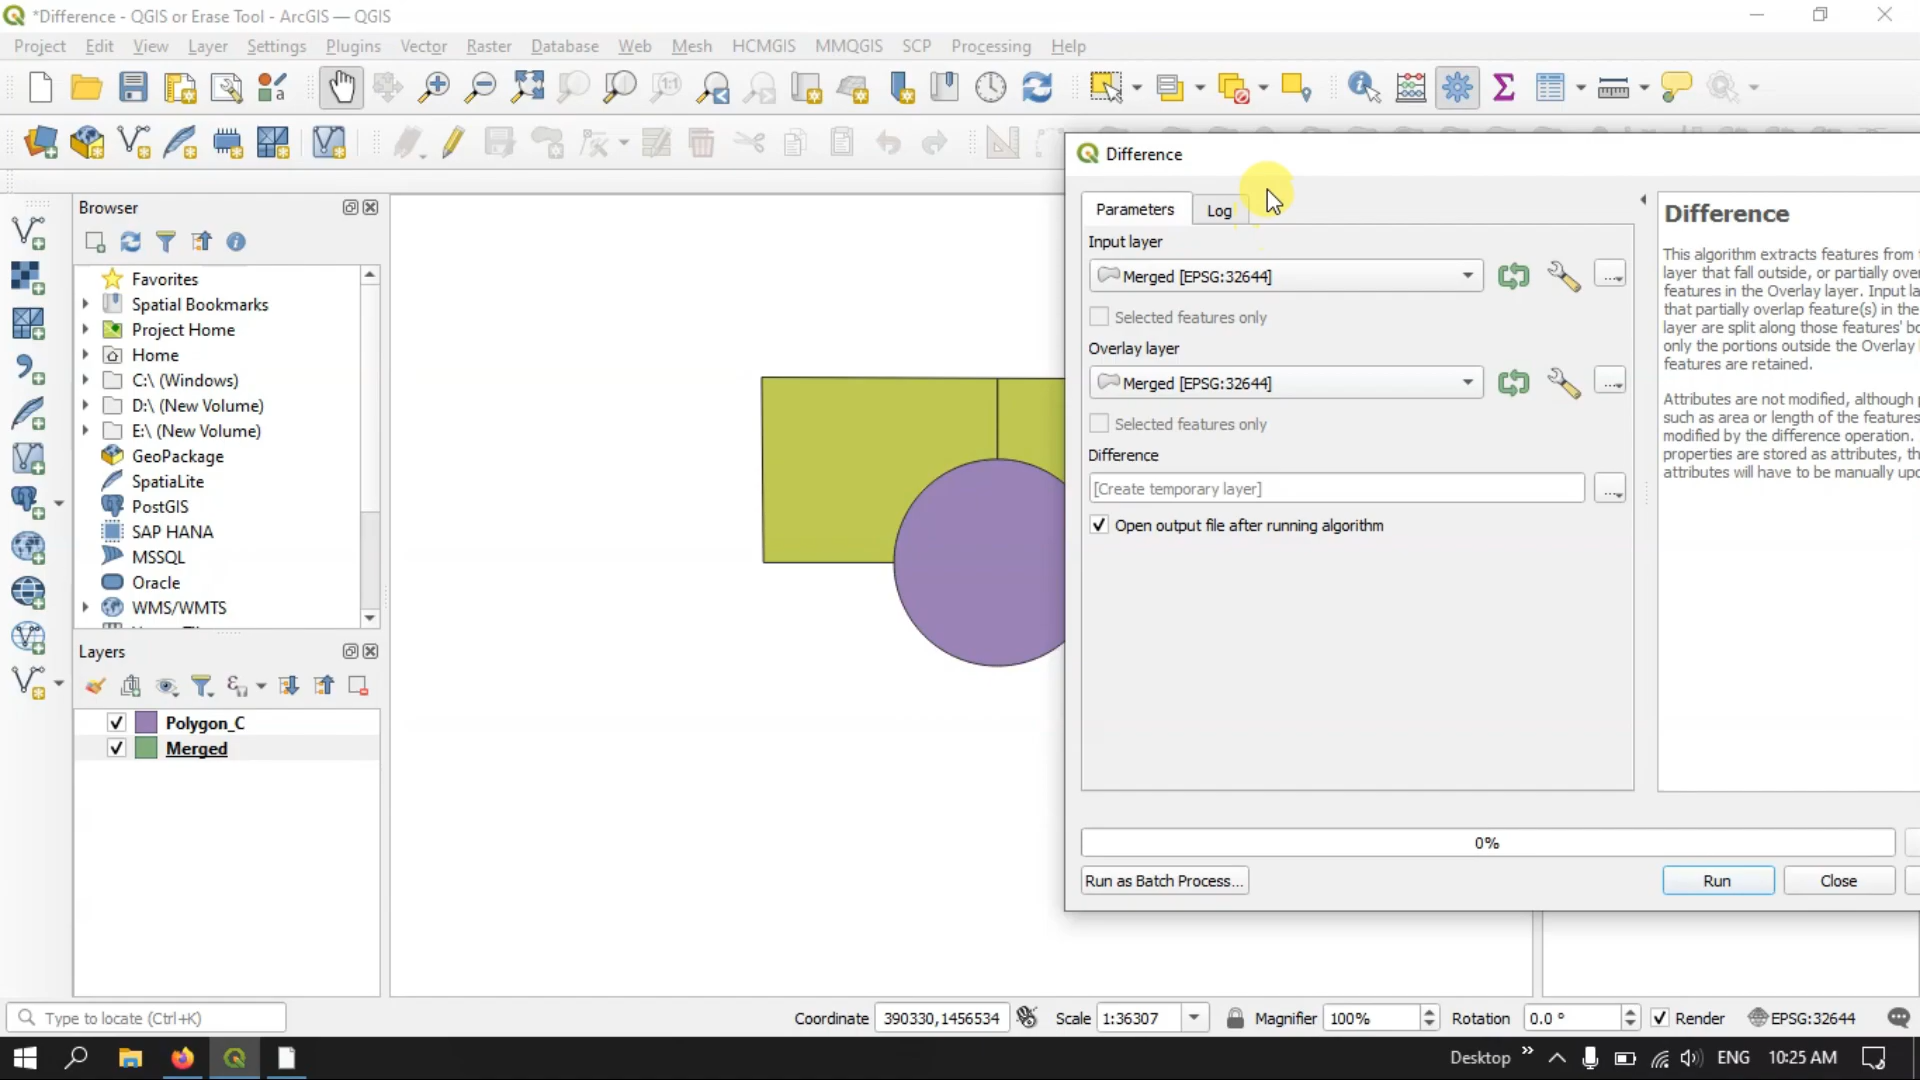 *Difference - QGIS or Erase Tool - ArcGIS — QGIS
Project Edit View Layer Settings Plugins Vector Raster Database Web Mesh HCMGIS MMQGIS SCP Processing Help
Browser
Favorites
Spatial Bookmarks
Project Home
Home
C:\ (Windows)
D:\ (New Volume)
E:\ (New Volume)
GeoPackage
SpatiaLite
PostGIS
SAP HANA
MSSQL
Oracle
WMS/WMTS
Layers
Polygon_C
Merged
Difference
Parameters Log
Input layer
Merged [EPSG:32644]
Selected features only
Overlay layer
Merged [EPSG:32644]
Selected features only
Difference
[Create temporary layer]
Open output file after running algorithm
0%
Run as Batch Process... Run Close
Difference
This algorithm extracts features from
layer that fall outside, or partially
features in the Overlay layer. Input
that partially overlap feature(s) in the
layer are split along those features'
only the portions outside the Overlay
features are retained.
Attributes are not modified, although
such as area or length of the features
modified by the difference operation.
properties are stored as attributes,
attributes will have to be manually
Type to locate (Ctrl+K) Coordinate 390330,1456534 Scale 1:36307 Magnifier 100% Rotation 0.0 ° Render EPSG:32644
Desktop » ENG 10:25 AM